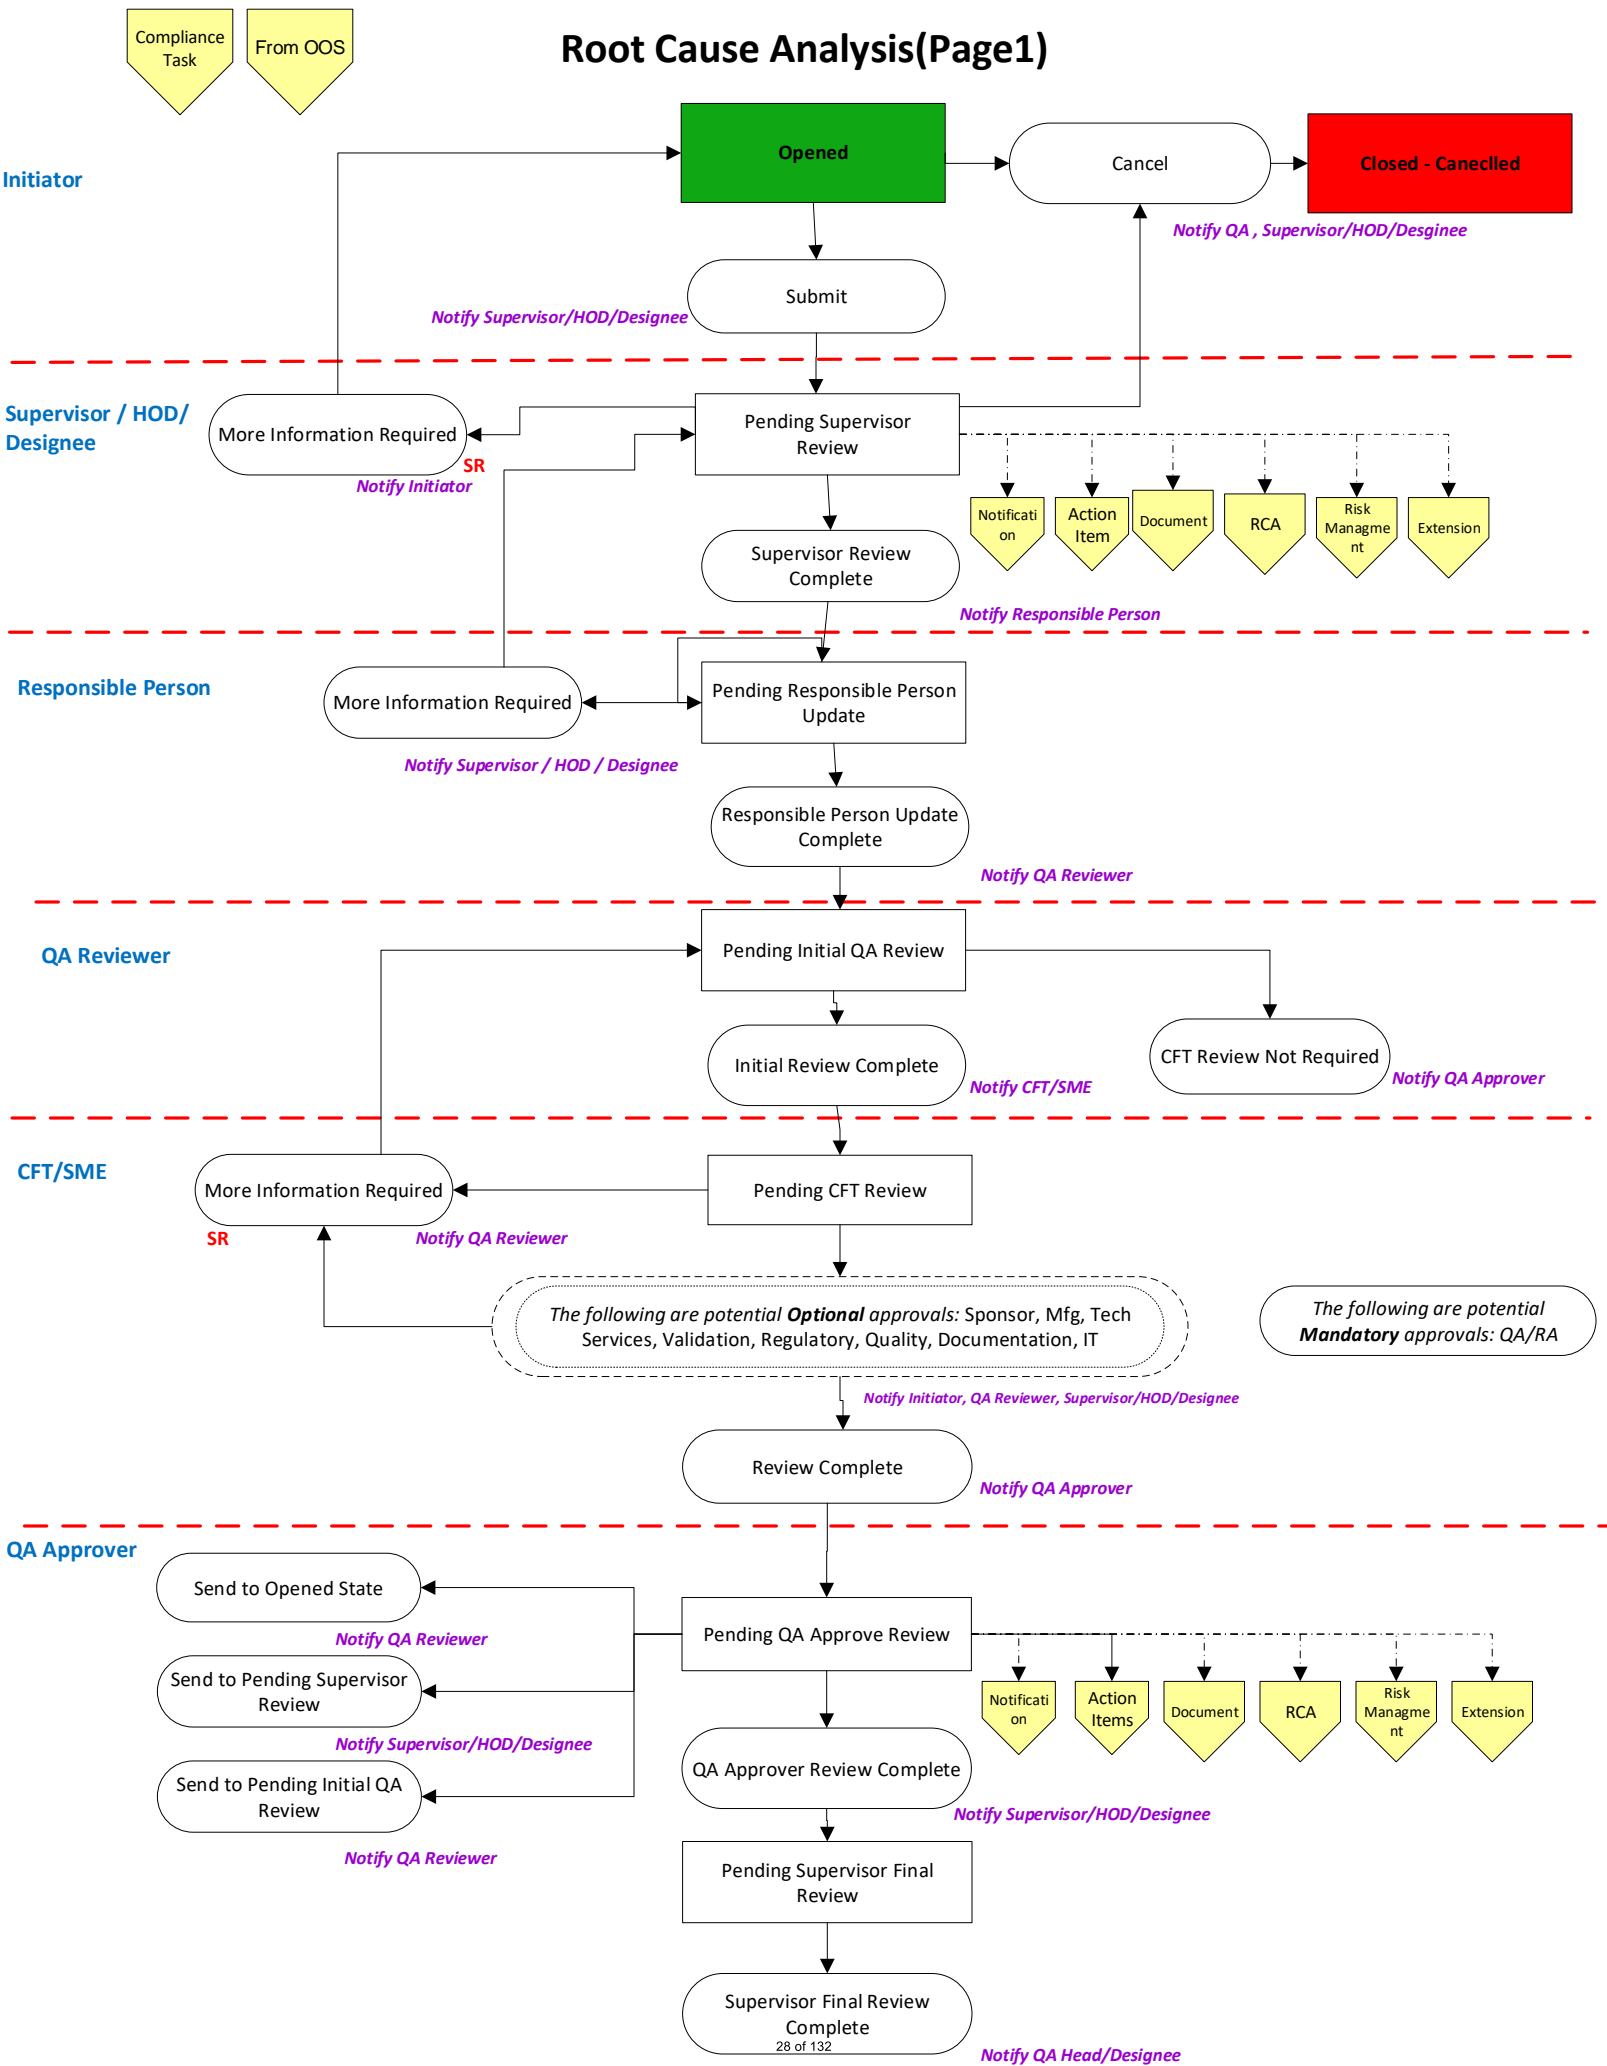 Compliance
Task
From OOS
Root Cause Analysis(Page1)
Initiator
Opened
Cancel
Closed - Caneclled
Notify QA , Supervisor/HOD/Desginee
Submit
Notify Supervisor/HOD/Designee
Supervisor / HOD/
Designee
More Information Required
SR
Notify Initiator
Pending Supervisor
Review
Notificati
on
Action
Item
Document
RCA
Risk
Managme
nt
Extension
Supervisor Review
Complete
Notify Responsible Person
Responsible Person
More Information Required
Pending Responsible Person
Update
Notify Supervisor / HOD / Designee
Responsible Person Update
Complete
Notify QA Reviewer
QA Reviewer
Pending Initial QA Review
Initial Review Complete
Notify CFT/SME
CFT Review Not Required
Notify QA Approver
CFT/SME
More Information Required
SR
Notify QA Reviewer
Pending CFT Review
The following are potential Optional approvals: Sponsor, Mfg, Tech
Services, Validation, Regulatory, Quality, Documentation, IT
The following are potential
Mandatory approvals: QA/RA
Notify Initiator, QA Reviewer, Supervisor/HOD/Designee
Review Complete
Notify QA Approver
QA Approver
Send to Opened State
Notify QA Reviewer
Send to Pending Supervisor
Review
Notify Supervisor/HOD/Designee
Send to Pending Initial QA
Review
Notify QA Reviewer
Pending QA Approve Review
Notificati
on
Action
Items
Document
RCA
Risk
Managme
nt
Extension
QA Approver Review Complete
Notify Supervisor/HOD/Designee
Pending Supervisor Final
Review
Supervisor Final Review
Complete
28 of 132
Notify QA Head/Designee